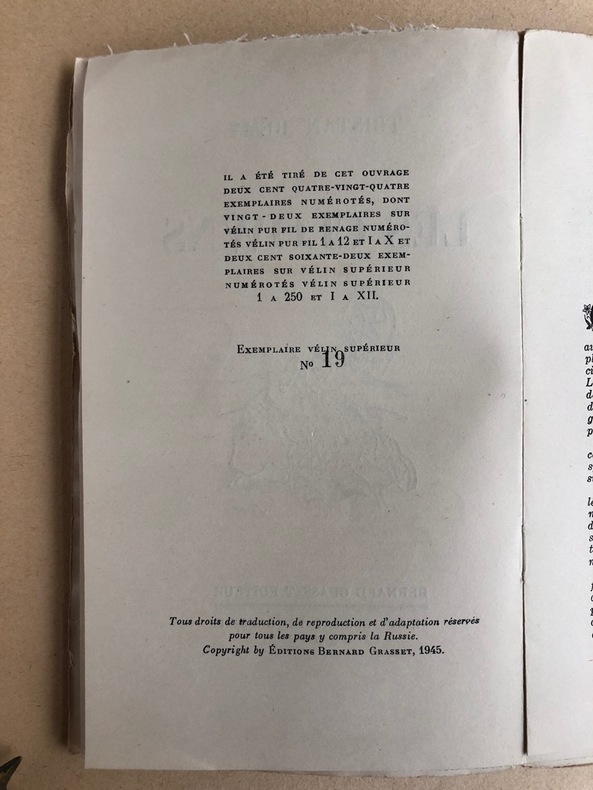 IL A ÉTÉ TIRÉ DE CET OUVRAGE
DEUX CENT QUATRE-VINGT-QUATRE
EXEMPLAIRES NUMÉROTÉS, DONT
VINGT-DEUX EXEMPLAIRES SUR
VÉLIN PUR FIL DE RENAGE NUMÉRO-
TÉS VÉLIN PUR FIL 1 A 12 ET I A X ET
DEUX CENT SOIXANTE-DEUX EXEM-
PLAIRES SUR VÉLIN SUPÉRIEUR
NUMÉROTÉS VÉLIN SUPÉRIEUR
1 A 250 ET I A XII.
EXEMPLAIRE VÉLIN SUPÉRIEUR
No 19
Tous droits de traduction, de reproduction et d'adaptation réservés
pour tous les pays y compris la Russie.
Copyright by ÉDITIONS BERNARD GRASSET, 1945.